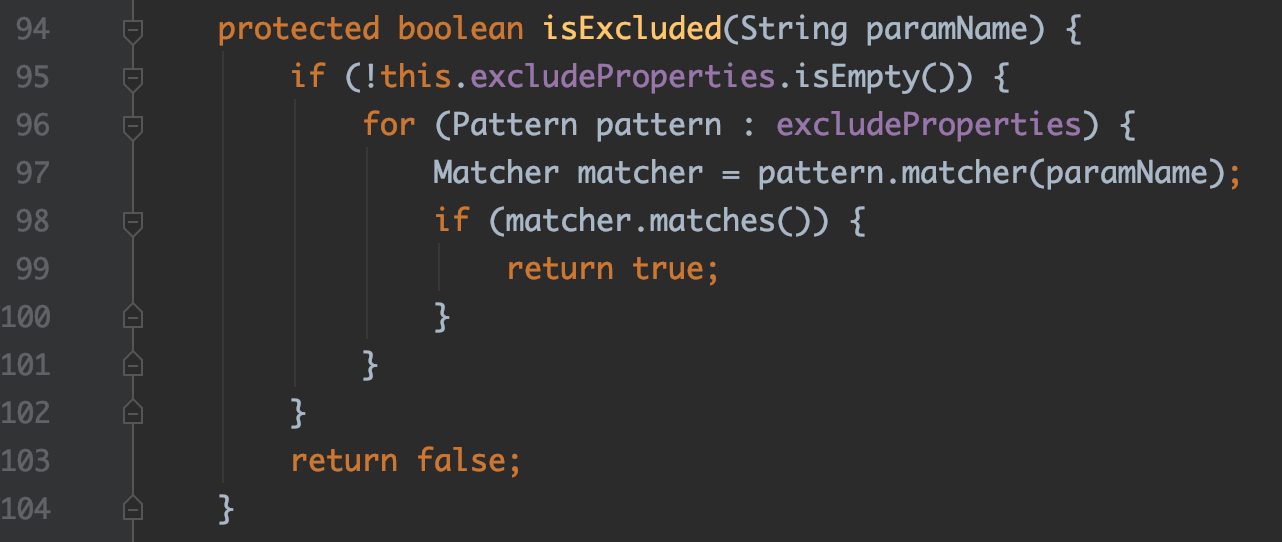 94 protected boolean isExcluded(String paramName) {
95 if (!this.excludeProperties.isEmpty()) {
96 for (Pattern pattern : excludeProperties) {
97 Matcher matcher = pattern.matcher(paramName);
98 if (matcher.matches()) {
99 return true;
100 }
101 }
102 }
103 return false;
104 }